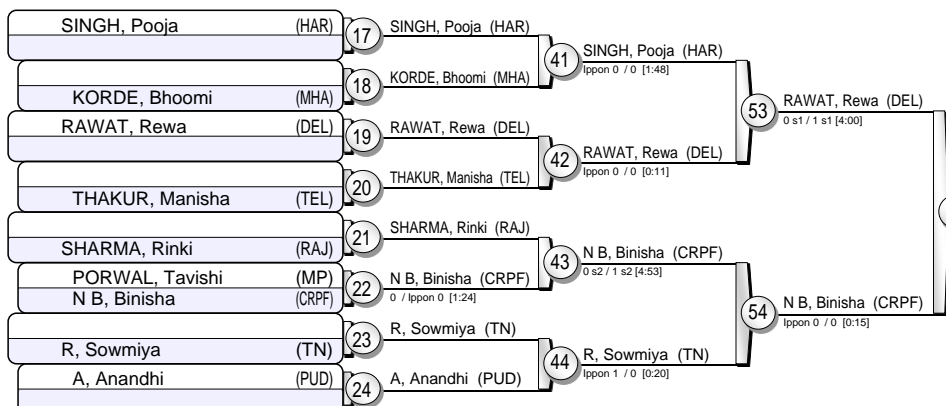 SINGH, Pooja (HAR)
17
SINGH, Pooja (HAR)
41
SINGH, Pooja (HAR)
Ippon 0 / 0 [1:48]
KORDE, Bhoomi (MHA)
18
KORDE, Bhoomi (MHA)
53
RAWAT, Rewa (DEL)
0 s1 / 1 s1 [4:00]
RAWAT, Rewa (DEL)
19
RAWAT, Rewa (DEL)
42
RAWAT, Rewa (DEL)
Ippon 0 / 0 [0:11]
THAKUR, Manisha (TEL)
20
THAKUR, Manisha (TEL)
SHARMA, Rinki (RAJ)
21
SHARMA, Rinki (RAJ)
43
N B, Binisha (CRPF)
0 s2 / 1 s2 [4:53]
PORWAL, Tavishi (MP)
N B, Binisha (CRPF)
22
N B, Binisha (CRPF)
0 / Ippon 0 [1:24]
54
N B, Binisha (CRPF)
Ippon 0 / 0 [0:15]
R, Sowmiya (TN)
23
R, Sowmiya (TN)
44
R, Sowmiya (TN)
Ippon 1 / 0 [0:20]
A, Anandhi (PUD)
24
A, Anandhi (PUD)